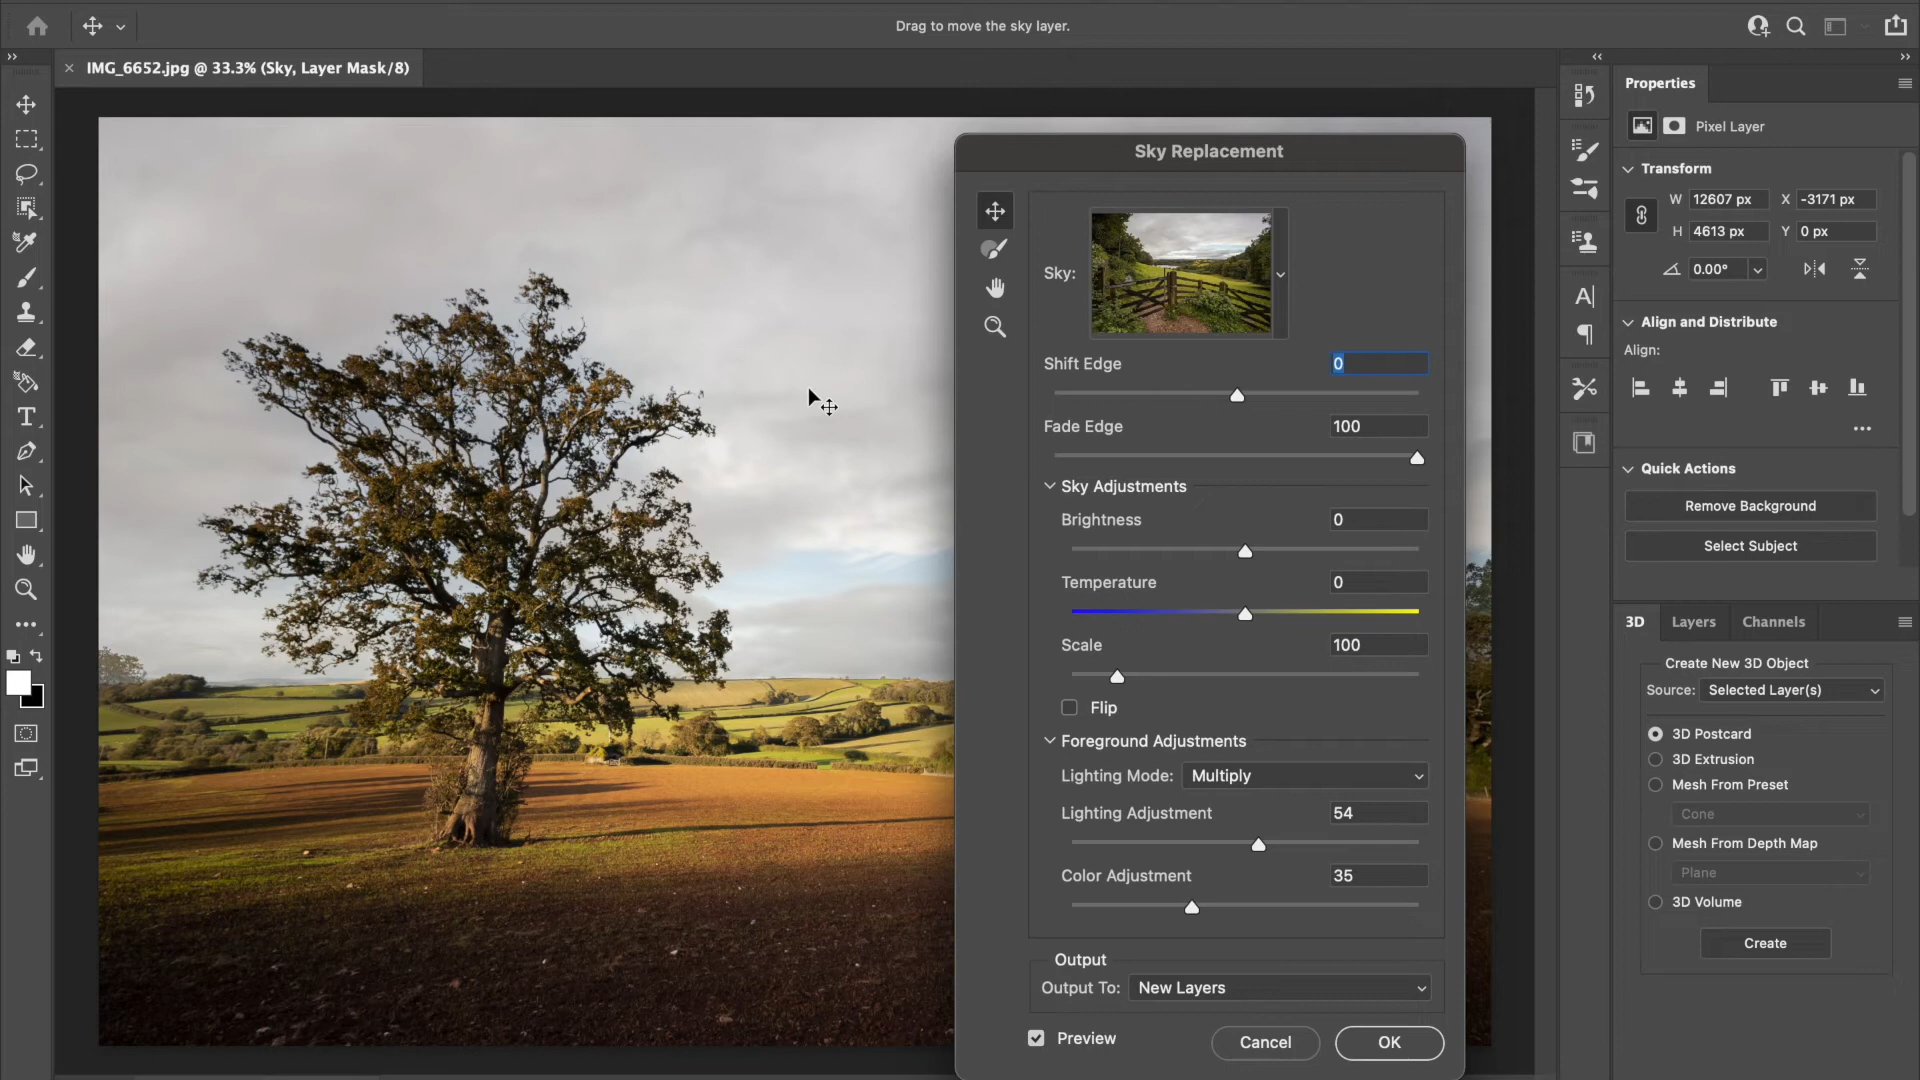 Drag to move the sky layer.
× IMG_6652.jpg @ 33.3% (Sky, Layer Mask/8)
Sky Replacement
Sky:
Shift Edge 0
Fade Edge 100
Sky Adjustments
Brightness 0
Temperature 0
Scale 100
Flip
Foreground Adjustments
Lighting Mode: Multiply
Lighting Adjustment 54
Color Adjustment 35
Output
Output To: New Layers
Preview Cancel OK
Properties
Pixel Layer
Transform
W 12607 px X -3171 px
H 4613 px Y 0 px
0.00°
Align and Distribute
Align:
Quick Actions
Remove Background
Select Subject
3D Layers Channels
Create New 3D Object
Source: Selected Layer(s)
3D Postcard
3D Extrusion
Mesh From Preset
Cone
Mesh From Depth Map
Plane
3D Volume
Create